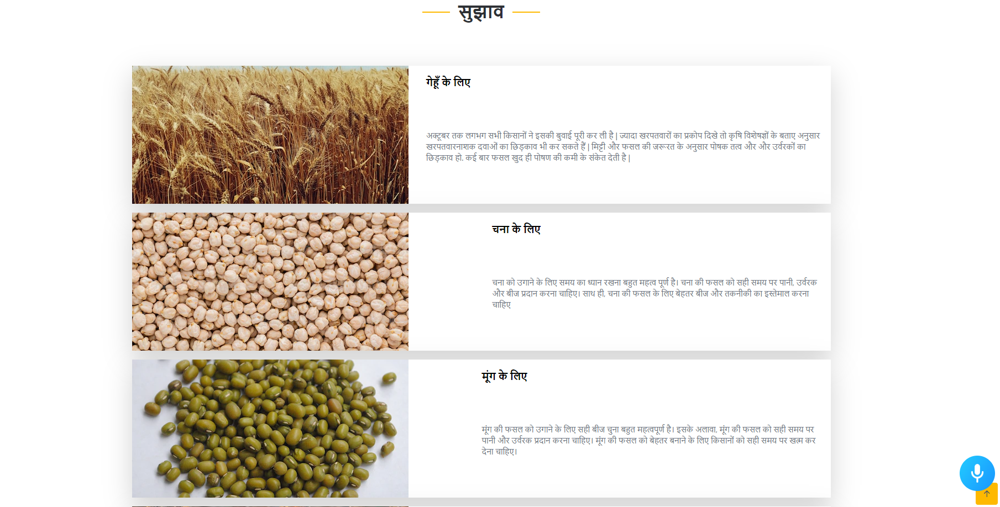 सुझाव
गेहूँ के लिए
अक्टूबर तक लगभग सभी किसानों ने इसकी बुवाई पूरी कर ली है | ज्यादा खरपतवारों का प्रकोप दिखे तो कृषि विशेषज्ञों के बताए अनुसार
खरपतवारनाशक दवाओं का छिड़काव भी कर सकते हैं | मिट्टी और फसल की जरूरत के अनुसार पोषक तत्व और और उर्वरकों का
छिड़काव हो. कई बार फसल खुद ही पोषण की कमी के संकेत देती है |
चना के लिए
चना को उगाने के लिए समय का ध्यान रखना बहुत महत्व पूर्ण है। चना की फसल को सही समय पर पानी, उर्वरक
और बीज प्रदान करना चाहिए। साथ ही, चना की फसल के लिए बेहतर बीज और तकनीकी का इस्तेमाल करना
चाहिए
मूंग के लिए
मूंग की फसल को उगाने के लिए सही बीज चुना बहुत महत्वपूर्ण है। इसके अलावा, मूंग की फसल को सही समय पर
पानी और उर्वरक प्रदान करना चाहिए। मूंग की फसल को बेहतर बनाने के लिए किसानों को सही समय पर खत्म कर
देना चाहिए।